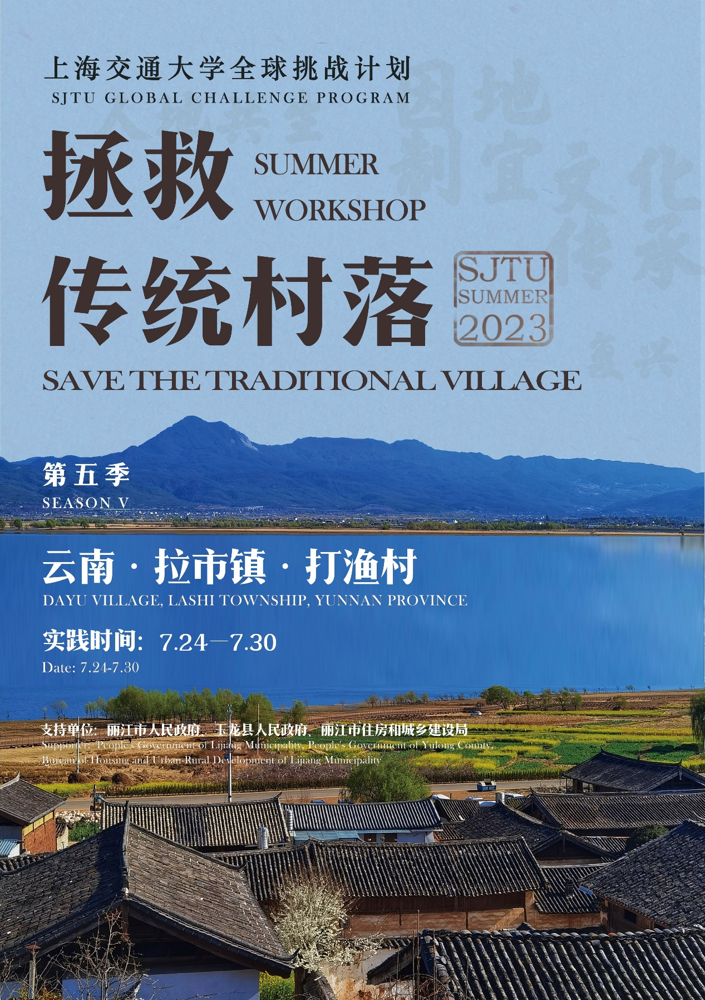 上海交通大学全球挑战计划
SJTU GLOBAL CHALLENGE PROGRAM
人地共生
因地
制宜
文化
传承
复兴
拯救
SUMMER
WORKSHOP
传统村落
SJTU
SUMMER
2023
SAVE THE TRADITIONAL VILLAGE
第五季
SEASON V
云南·拉市镇·打渔村
DAYU VILLAGE, LASHI TOWNSHIP, YUNNAN PROVINCE
实践时间：7.24—7.30
Date: 7.24-7.30
支持单位：丽江市人民政府、玉龙县人民政府、丽江市住房和城乡建设局
Supporter: People's Government of Lijiang Municipality, People's Government of Yulong County,
Bureau of Housing and Urban-Rural Development of Lijiang Municipality